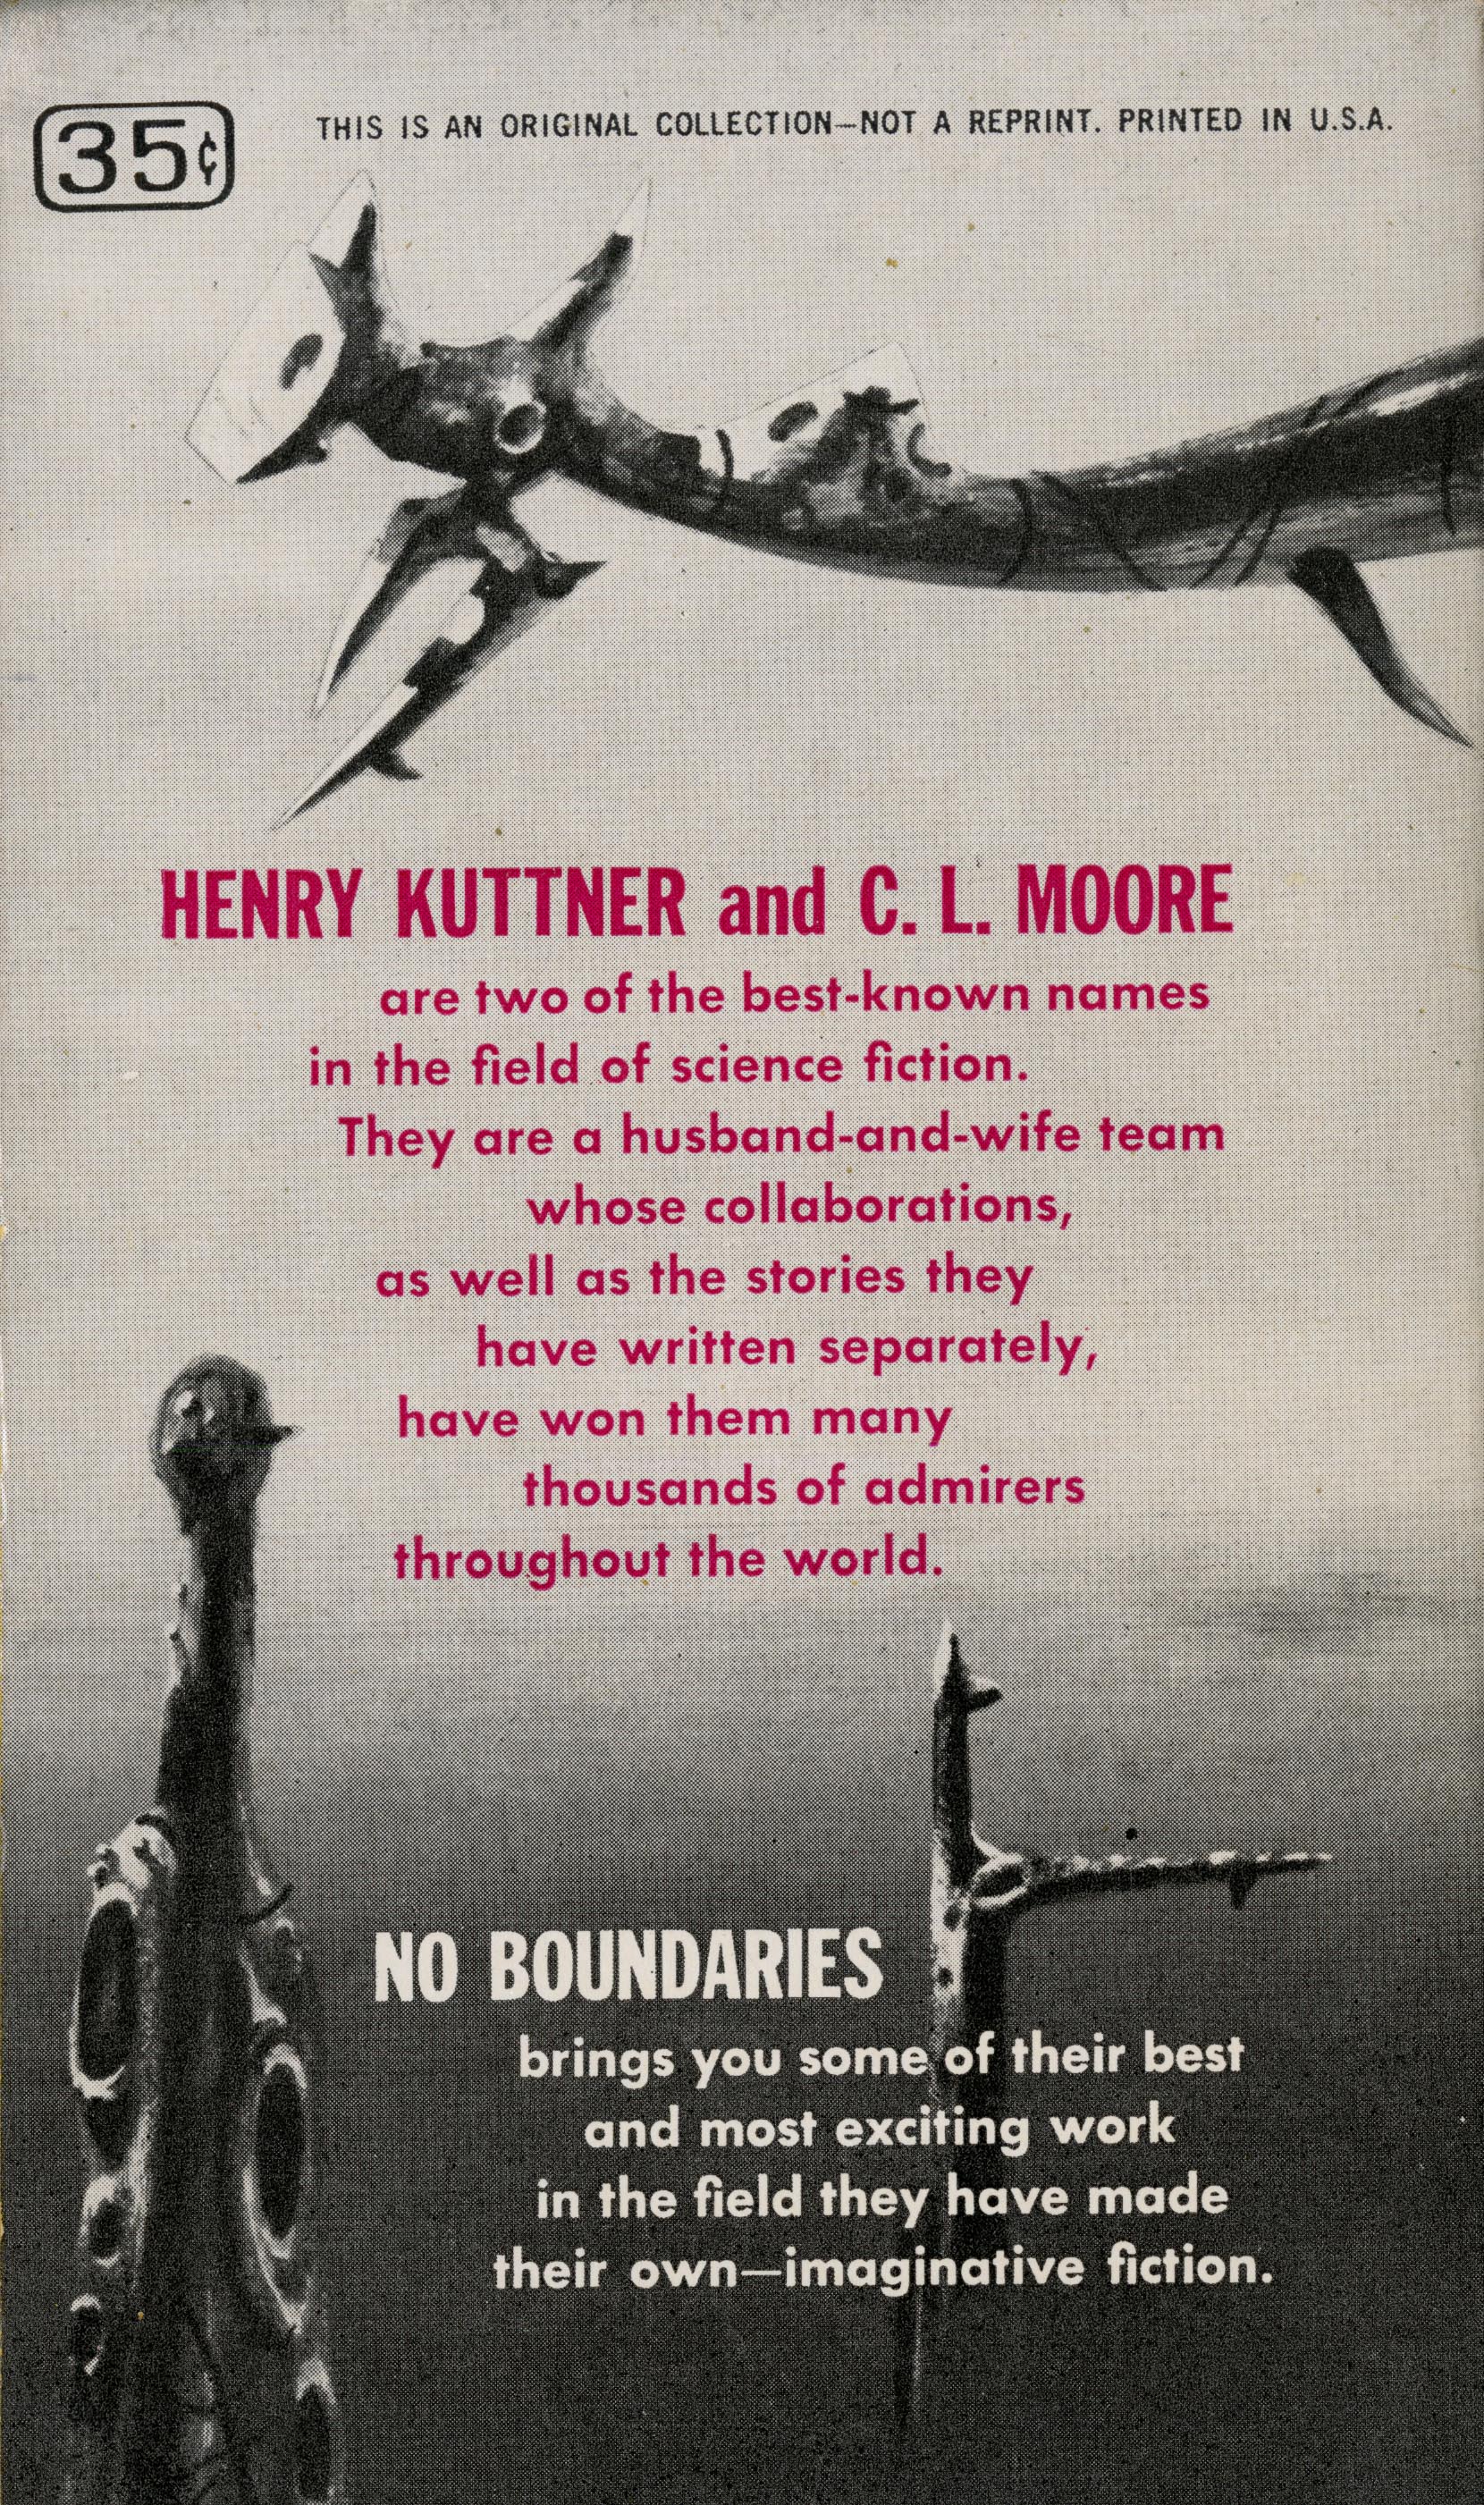 35¢
THIS IS AN ORIGINAL COLLECTION—NOT A REPRINT. PRINTED IN U.S.A.
HENRY KUTTNER and C. L. MOORE
are two of the best-known names
in the field of science fiction.
They are a husband-and-wife team
whose collaborations,
as well as the stories they
have written separately,
have won them many
thousands of admirers
throughout the world.
NO BOUNDARIES
brings you some of their best
and most exciting work
in the field they have made
their own—imaginative fiction.